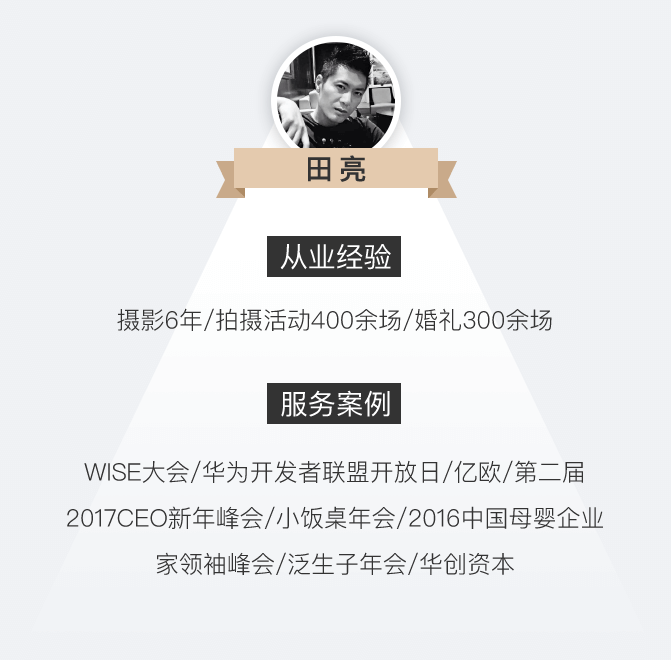 田 亮
从业经验
摄影6年/拍摄活动400余场/婚礼300余场
服务案例
WISE大会/华为开发者联盟开放日/亿欧/第二届
2017CEO新年峰会/小饭桌年会/2016中国母婴企业
家领袖峰会/泛生子年会/华创资本